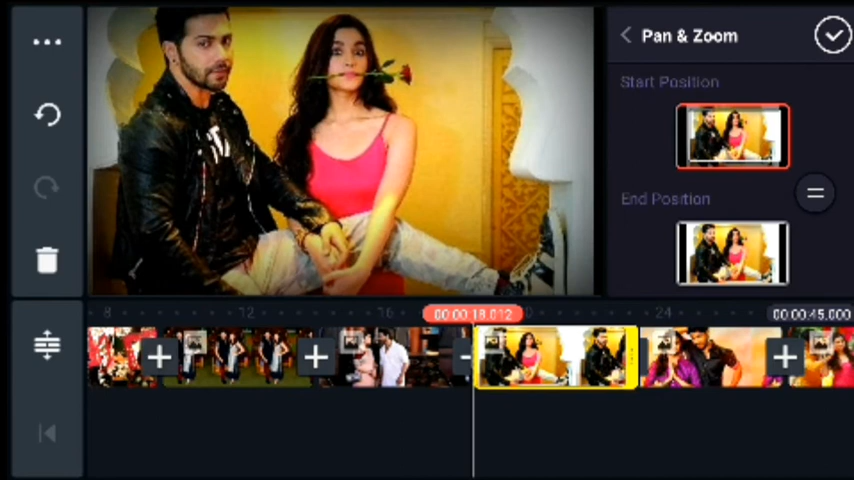 Pan & Zoom
Start Position
End Position
8 12 16 24
00:00:18.012
00:00:45.000